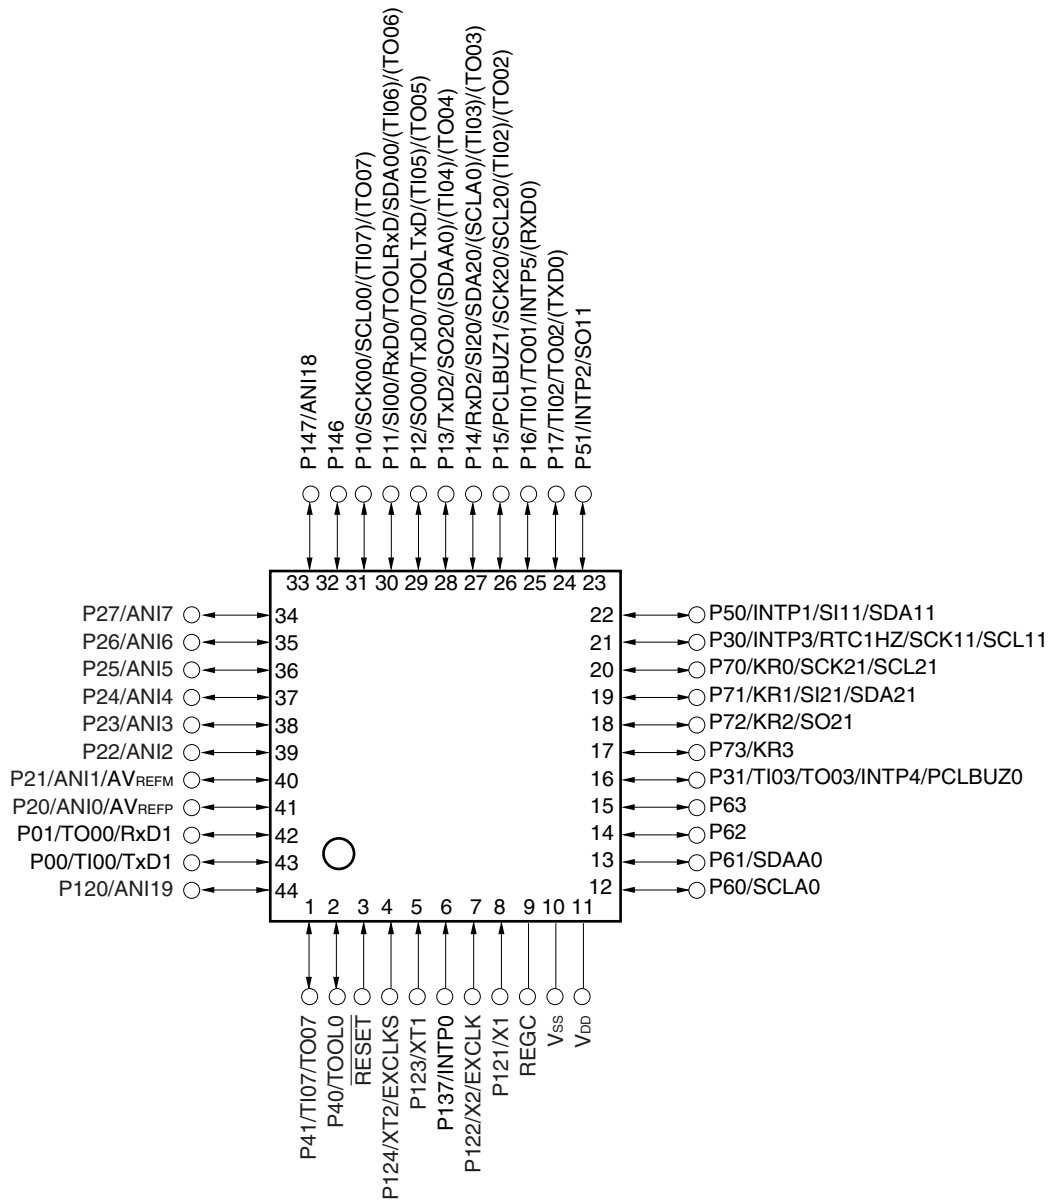 P147/ANI18
P146
P10/SCK00/SCL00/(TI07)/(TO07)
P11/SI00/RxD0/TOOLRxD/SDA00/(TI06)/(TO06)
P12/SO00/TxD0/TOOLTxD/(TI05)/(TO05)
P13/TxD2/SO20/(SDAA0)/(TI04)/(TO04)
P14/RxD2/SI20/SDA20/(SCLA0)/(TI03)/(TO03)
P15/PCLBUZ1/SCK20/SCL20/(TI02)/(TO02)
P16/TI01/TO01/INTP5/(RXD0)
P17/TI02/TO02/(TXD0)
P51/INTP2/SO11
33 32 31 30 29 28 27 26 25 24 23
P27/ANI7 34
P26/ANI6 35
P25/ANI5 36
P24/ANI4 37
P23/ANI3 38
P22/ANI2 39
P21/ANI1/AVREFM 40
P20/ANI0/AVREFP 41
P01/TO00/RxD1 42
P00/TI00/TxD1 43
P120/ANI19 44
22 P50/INTP1/SI11/SDA11
21 P30/INTP3/RTC1HZ/SCK11/SCL11
20 P70/KR0/SCK21/SCL21
19 P71/KR1/SI21/SDA21
18 P72/KR2/SO21
17 P73/KR3
16 P31/TI03/TO03/INTP4/PCLBUZ0
15 P63
14 P62
13 P61/SDAA0
12 P60/SCLA0
1 2 3 4 5 6 7 8 9 10 11
P41/TI07/TO07
P40/TOOL0
RESET
P124/XT2/EXCLKS
P123/XT1
P137/INTP0
P122/X2/EXCLK
P121/X1
REGC
VSS
VDD